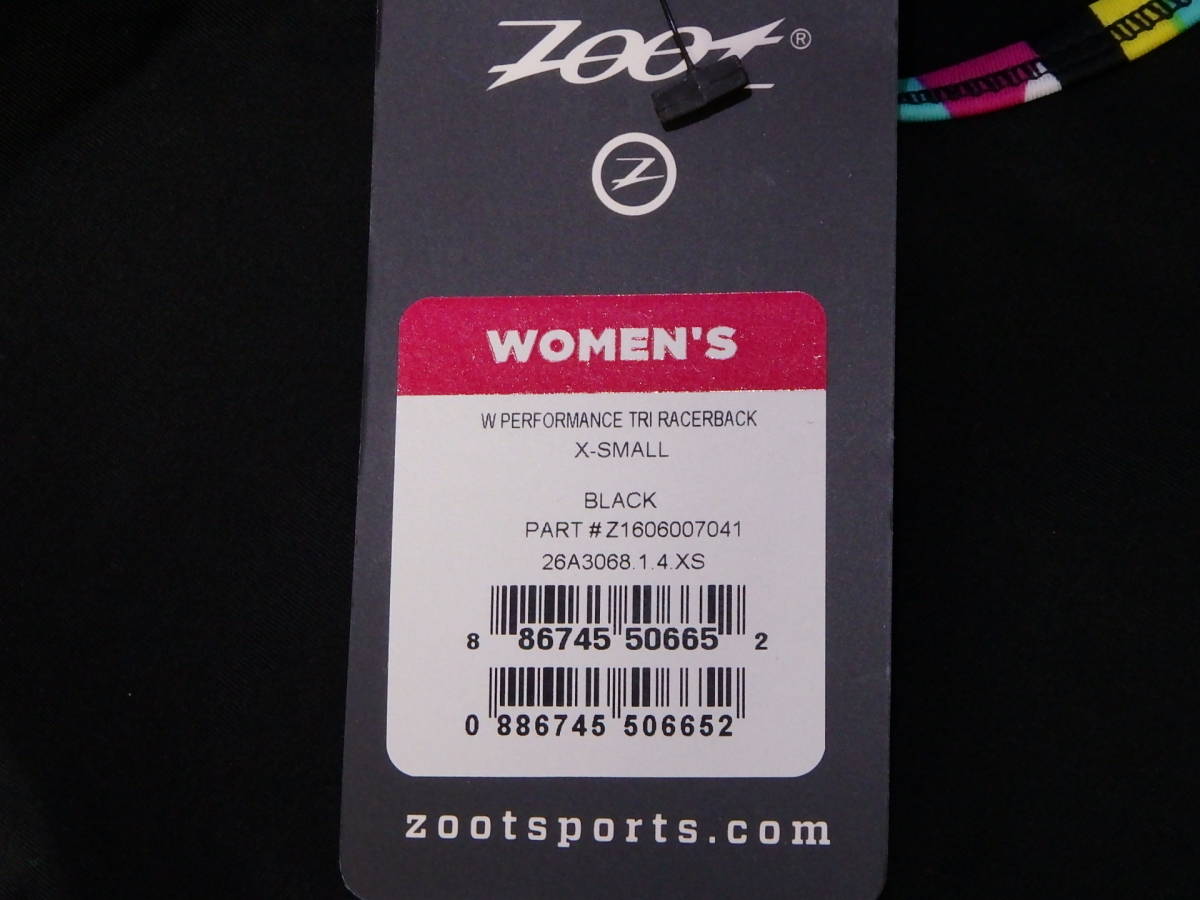 ZOOT®
Z
WOMEN'S
W PERFORMANCE TRI RACERBACK
X-SMALL
BLACK
PART # Z1606007041
26A3068.1.4.XS
8 86745 50665 2
0 886745 506652
zootsports.com